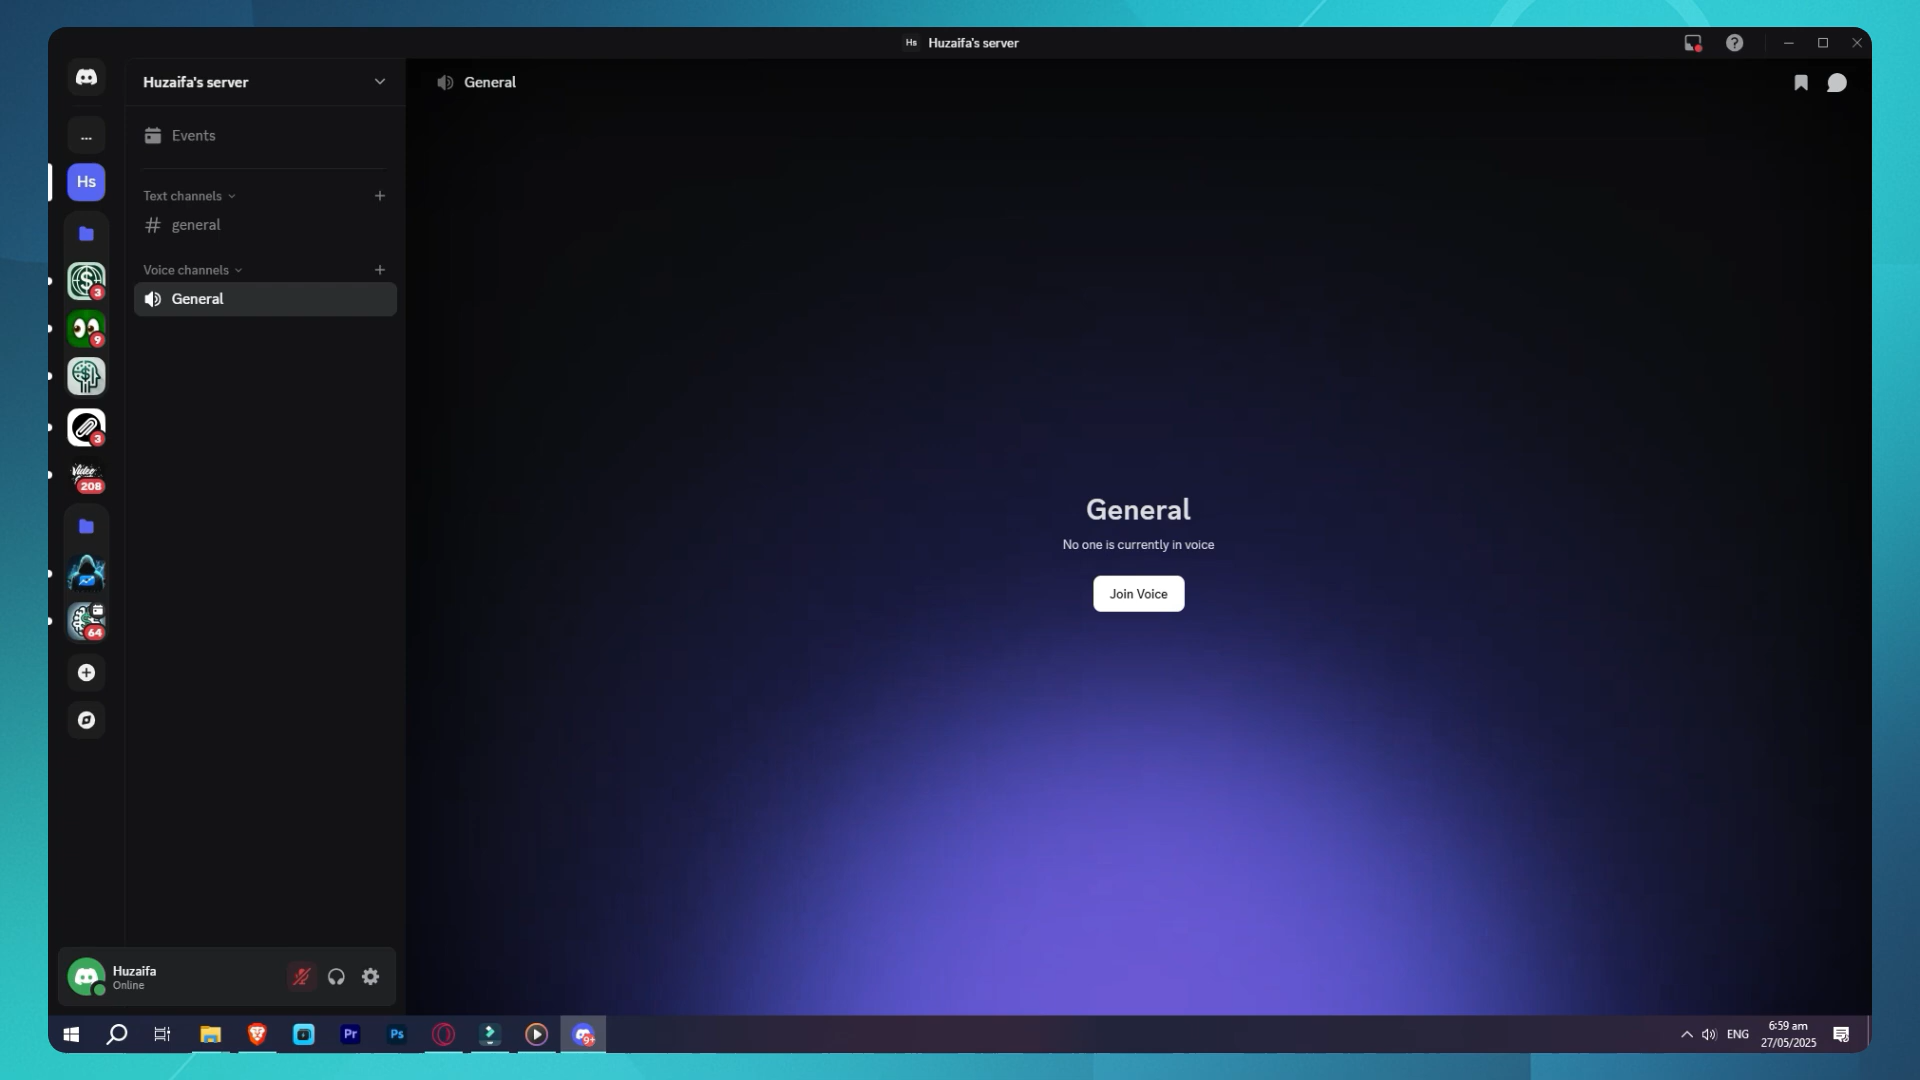 Hs Huzaifa's server
Huzaifa's server
General
...
Events
Hs
Text channels
general
Voice channels
General
3
9
3
Video
208
64
General
No one is currently in voice
Join Voice
Huzaifa
Online
Pr
Ps
9+
ENG
6:59 am
27/05/2025